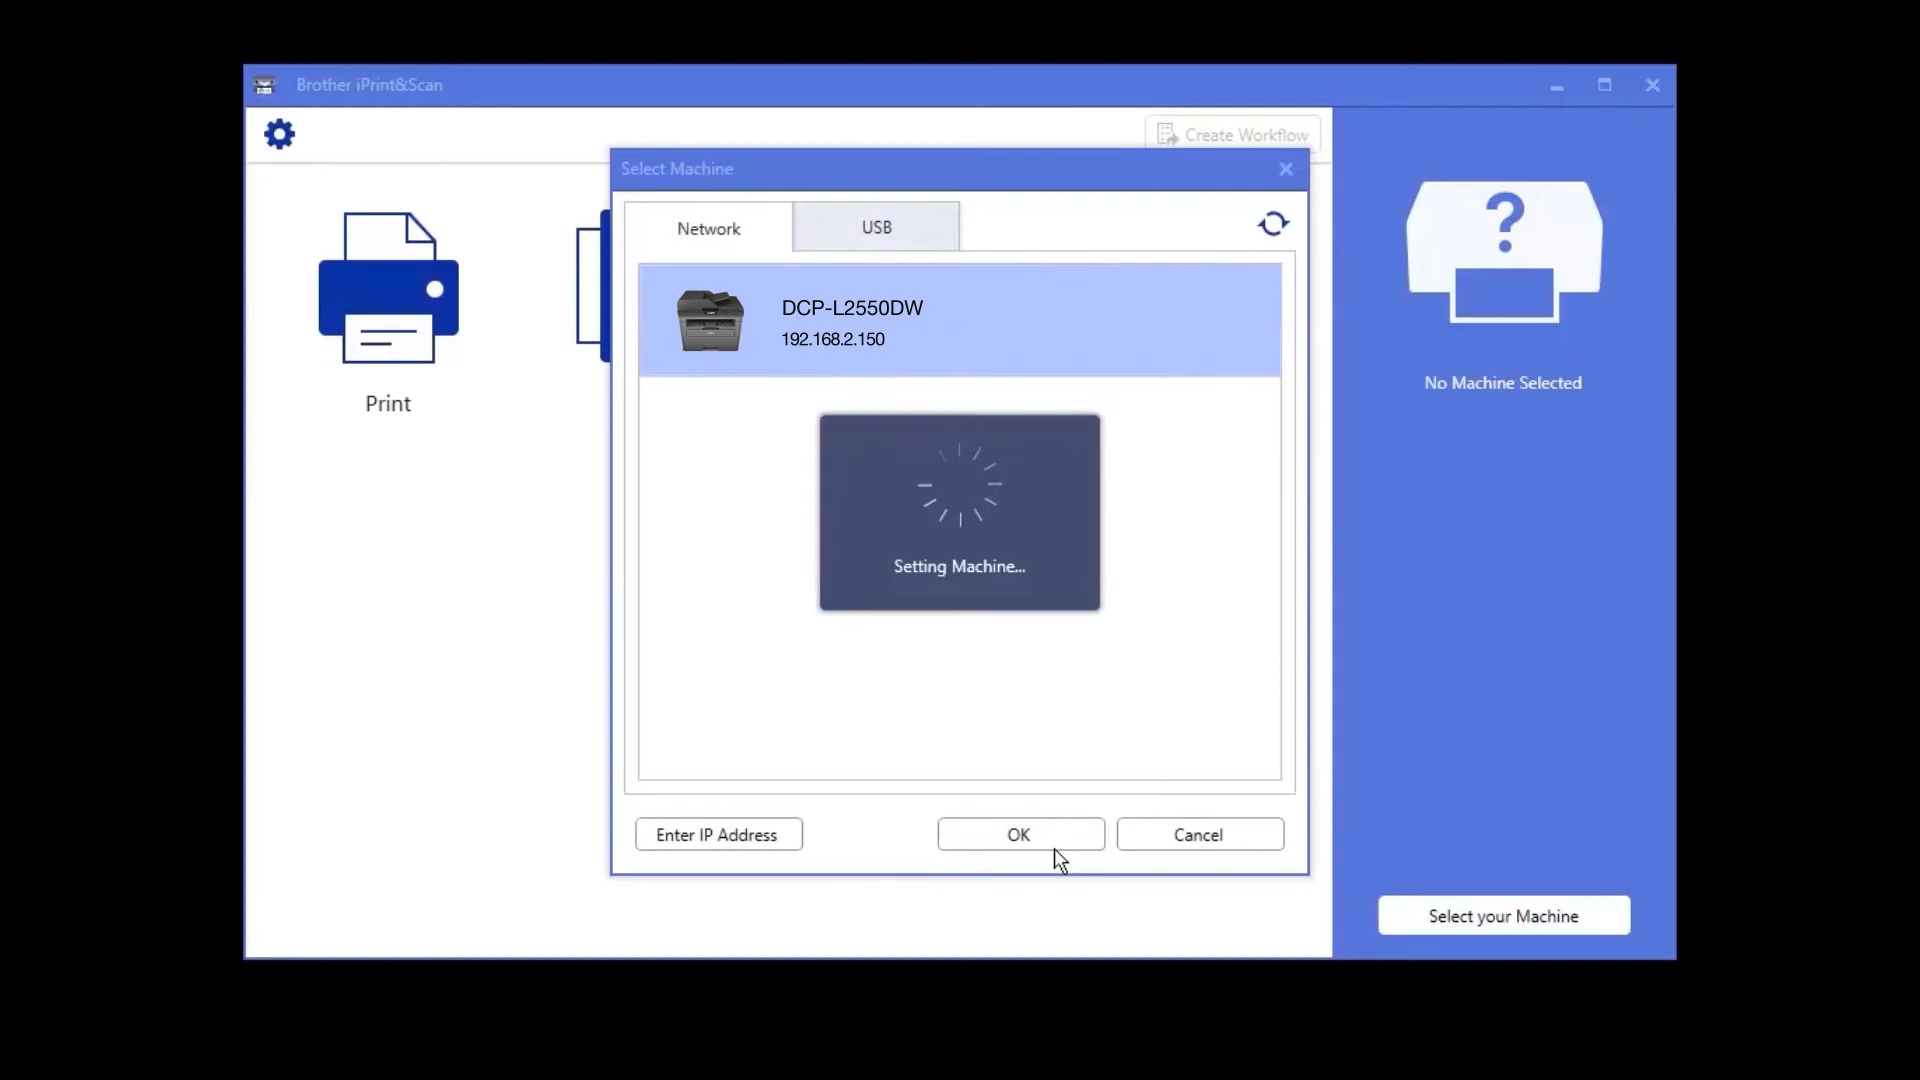 Brother iPrint&Scan
Create Workflow
Select Machine
Network
USB
DCP-L2550DW
192.168.2.150
Print
No Machine Selected
Setting Machine...
Enter IP Address
OK
Cancel
Select your Machine